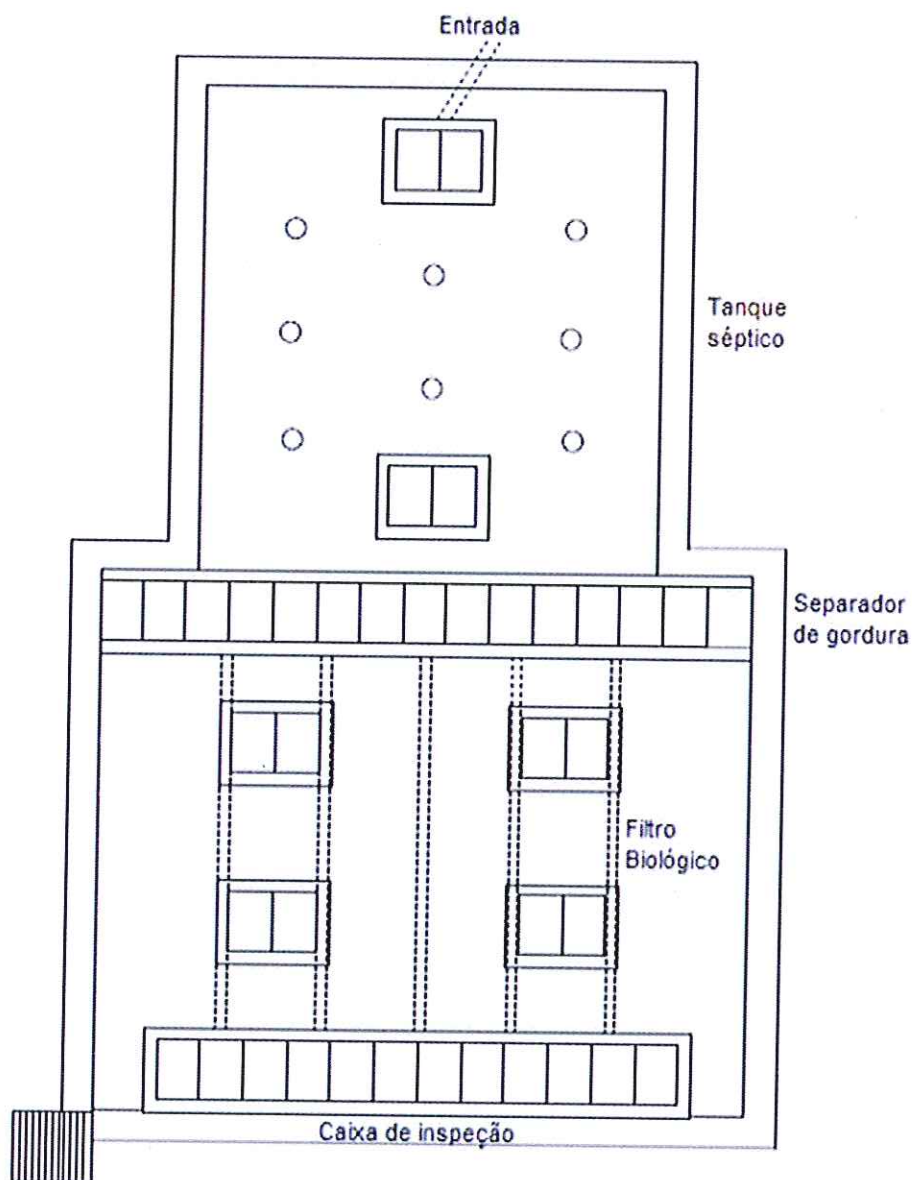 Entrada
Tanque
séptico
Separador
de gordura
Filtro
Biológico
Caixa de inspeção